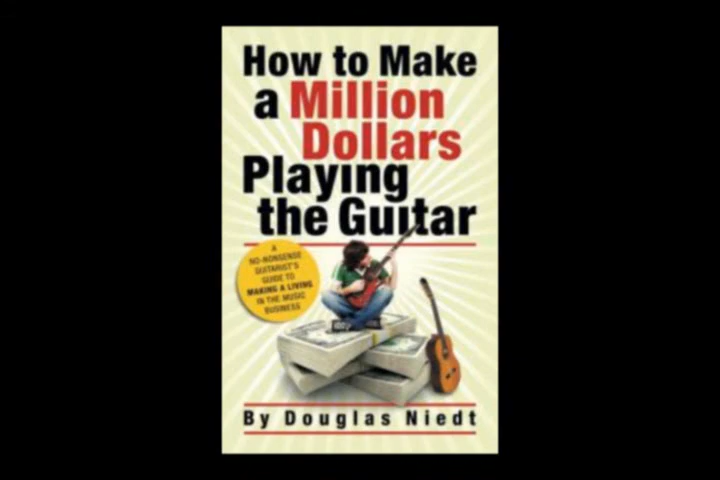 How to Make
a Million
Dollars
Playing
the Guitar
A
NO-NONSENSE
GUITARIST'S
GUIDE TO
MAKING A LIVING
IN THE MUSIC
BUSINESS
By Douglas Niedt